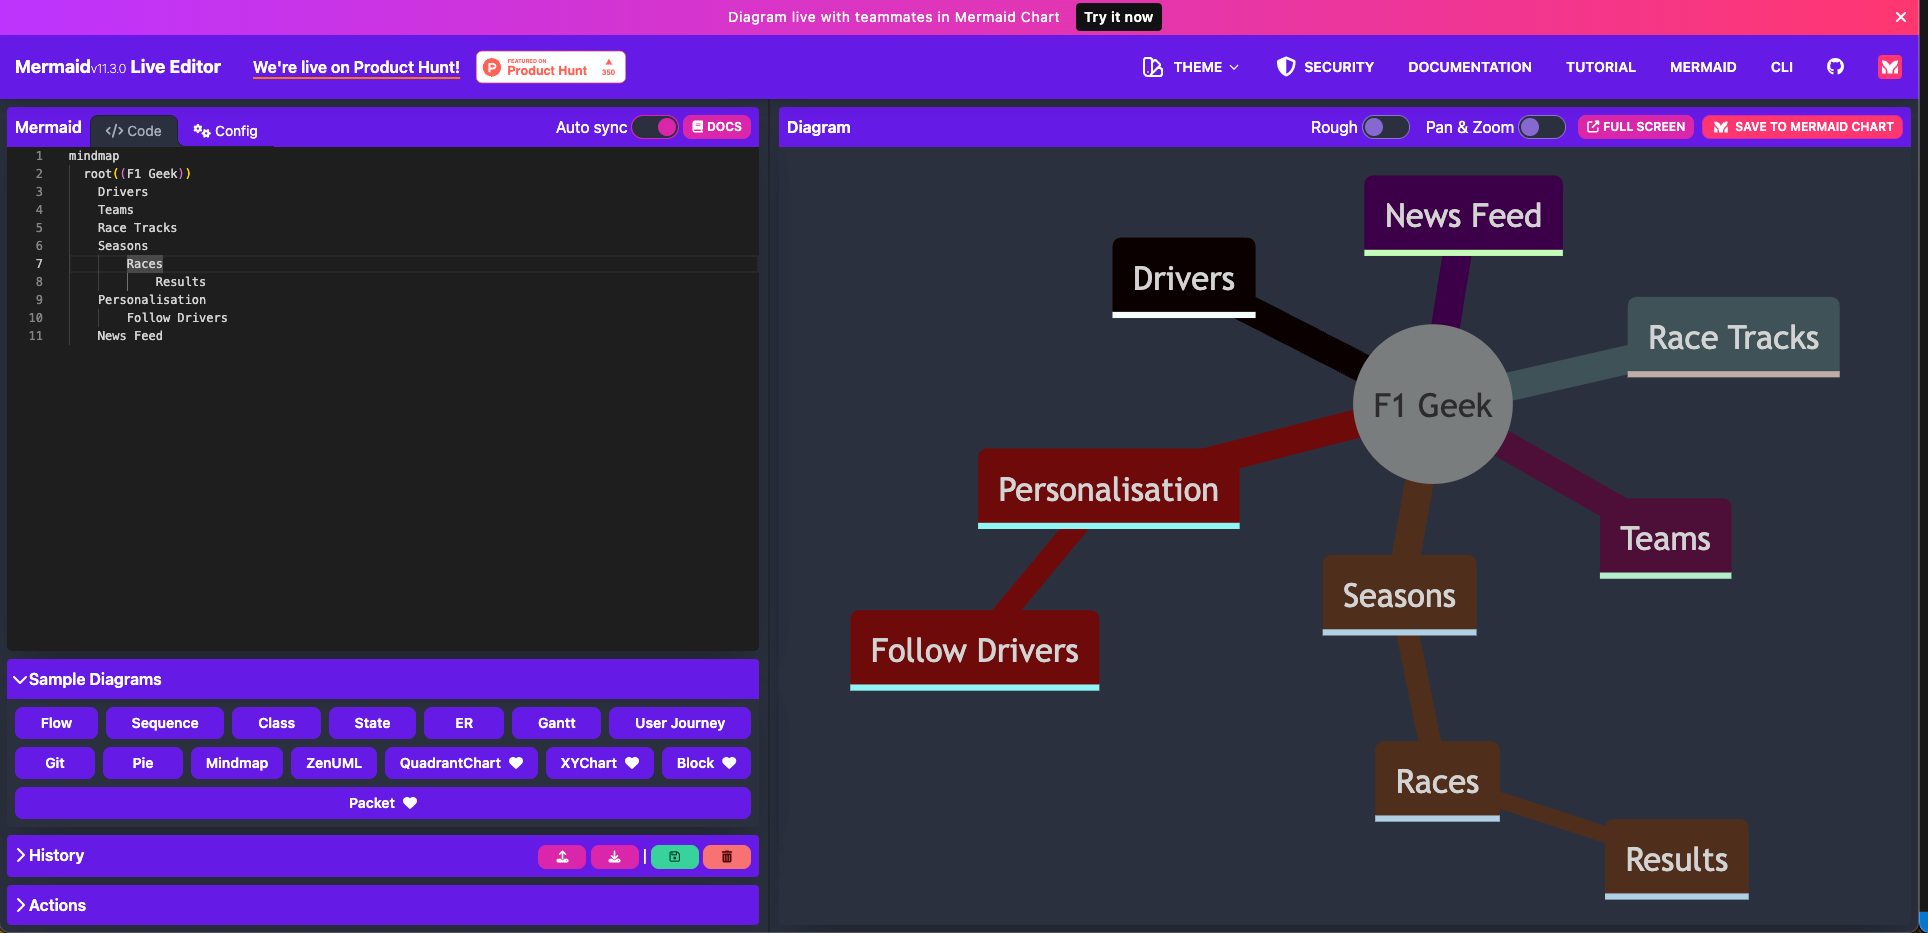 Diagram live with teammates in Mermaid Chart Try it now
Mermaid v11.3.0 Live Editor We're live on Product Hunt! FEATURED ON Product Hunt 350 THEME SECURITY DOCUMENTATION TUTORIAL MERMAID CLI
Mermaid Code Config Auto sync DOCS
1 mindmap
2 root((F1 Geek))
3 Drivers
4 Teams
5 Race Tracks
6 Seasons
7 Races
8 Results
9 Personalisation
10 Follow Drivers
11 News Feed
Sample Diagrams
Flow Sequence Class State ER Gantt User Journey
Git Pie Mindmap ZenUML QuadrantChart XYChart Block
Packet
History
Actions
Diagram Rough Pan & Zoom FULL SCREEN SAVE TO MERMAID CHART
News Feed
Drivers
Race Tracks
F1 Geek
Personalisation
Teams
Seasons
Follow Drivers
Races
Results